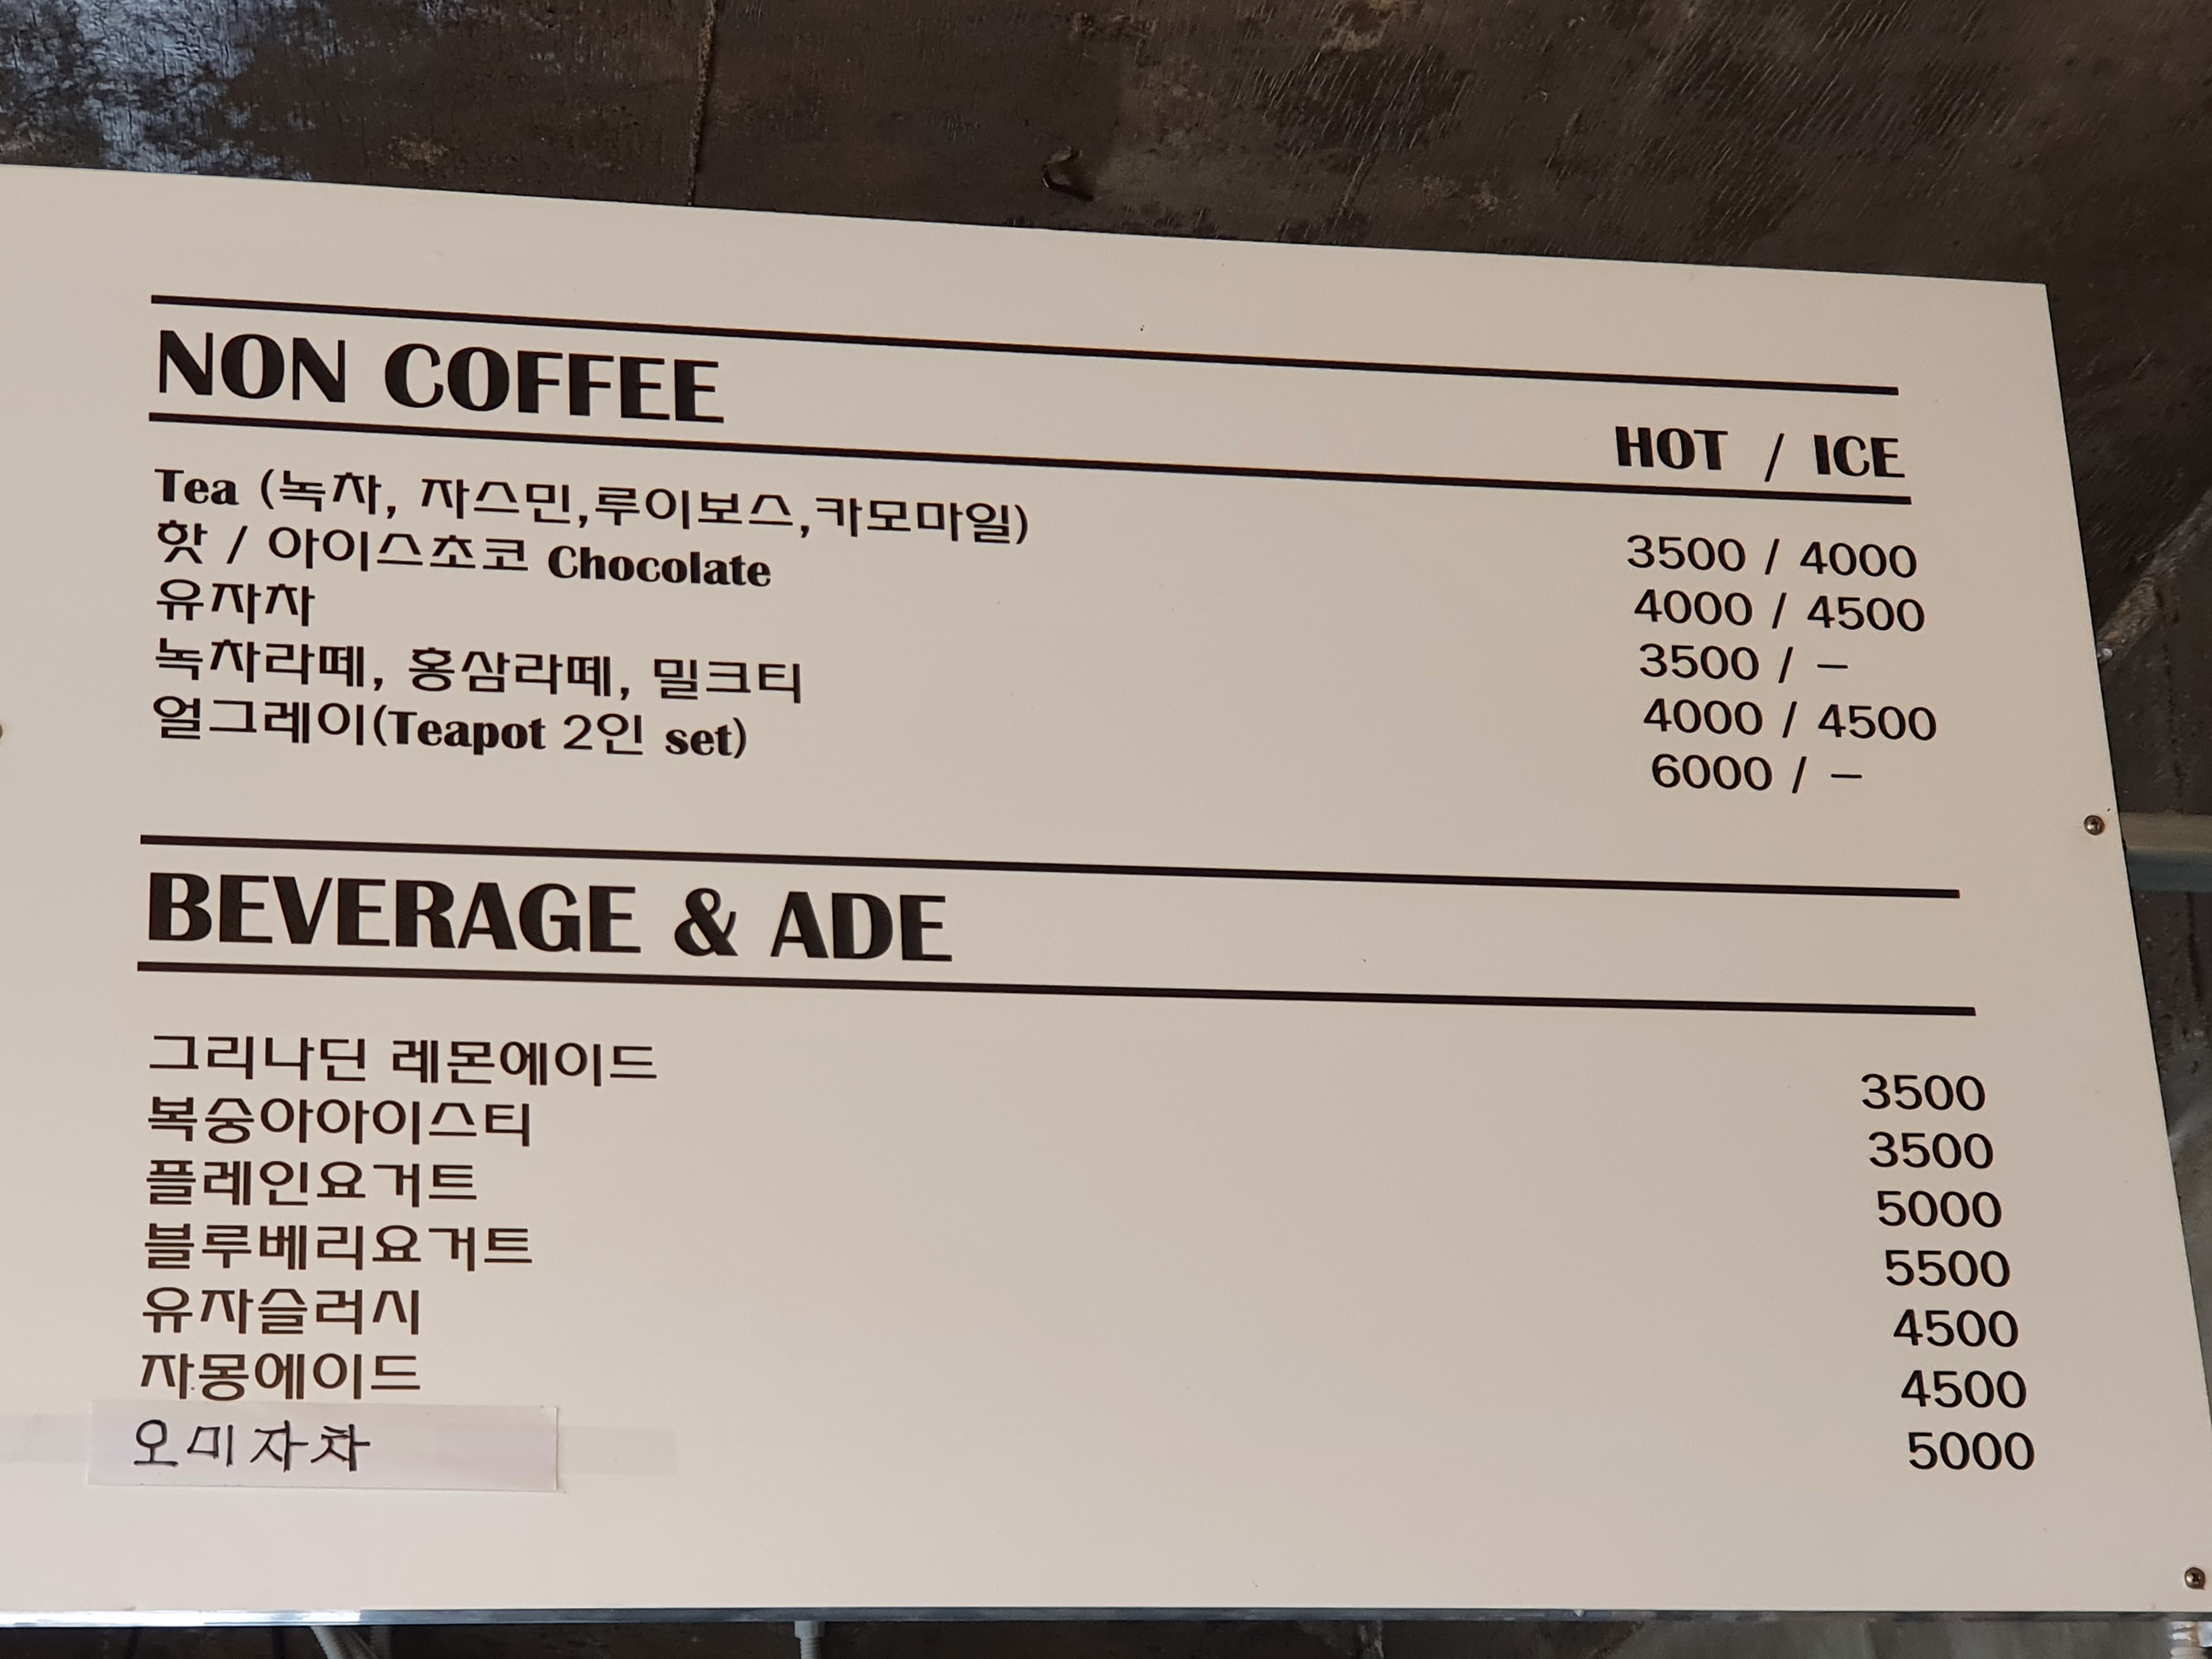 NON COFFEE
HOT / ICE
Tea (녹차, 자스민,루이보스,카모마일) 3500 / 4000
핫 / 아이스초코 Chocolate 4000 / 4500
유자차 3500 / –
녹차라떼, 홍삼라떼, 밀크티 4000 / 4500
얼그레이(Teapot 2인 set) 6000 / –
BEVERAGE & ADE
그리나딘 레몬에이드 3500
복숭아아이스티 3500
플레인요거트 5000
블루베리요거트 5500
유자슬러시 4500
자몽에이드 4500
오미자차 5000